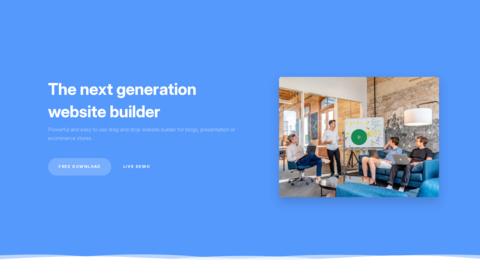 The next generation
website builder
Powerful and easy to use drag and drop website builder for blogs, presentation or
ecommerce stores.
FREE DOWNLOAD
LIVE DEMO